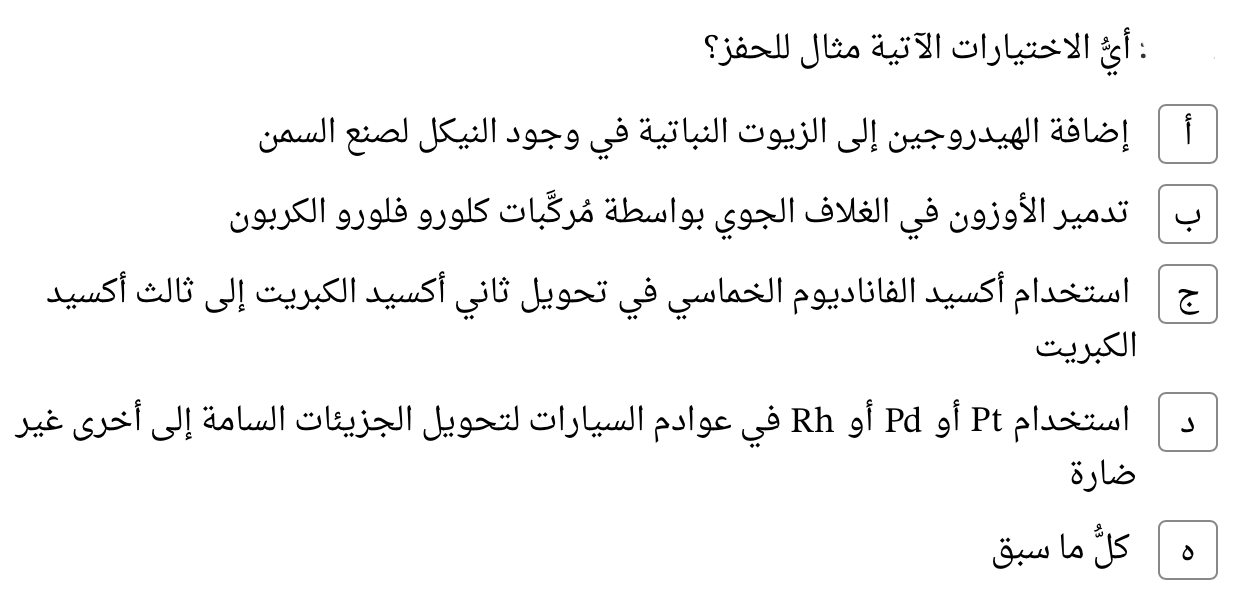 : أيُّ الاختيارات الآتية مثال للحفز؟
أ إضافة الهيدروجين إلى الزيوت النباتية في وجود النيكل لصنع السمن
ب تدمير الأوزون في الغلاف الجوي بواسطة مُركَّبات كلورو فلورو الكربون
ج استخدام أكسيد الفاناديوم الخماسي في تحويل ثاني أكسيد الكبريت إلى ثالث أكسيد
الكبريت
د استخدام Pt أو Pd أو Rh في عوادم السيارات لتحويل الجزيئات السامة إلى أخرى غير
ضارة
ه كلُّ ما سبق